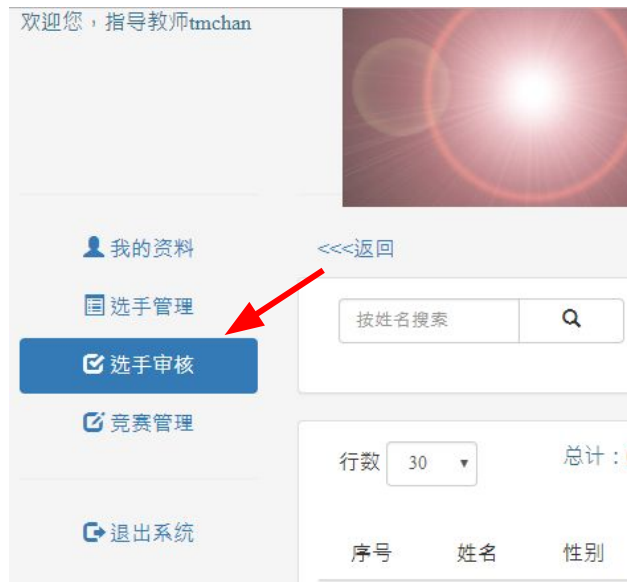 欢迎您，指导教师tmchan
我的资料
选手管理
选手审核
竞赛管理
退出系统
<<<返回
按姓名搜索
行数 30 总计：
序号 姓名 性别